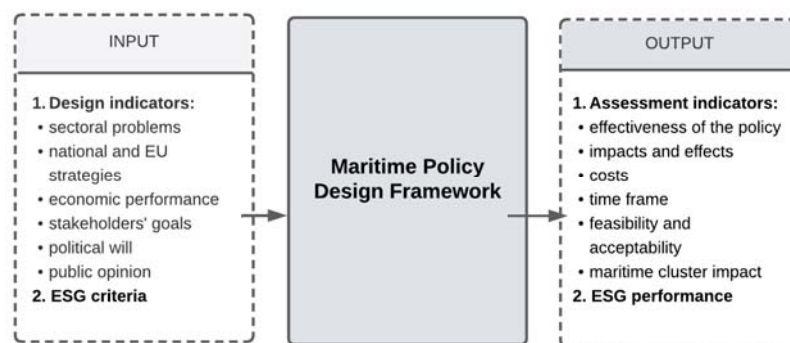 INPUT
1. Design indicators:
• sectoral problems
• national and EU
strategies
• economic performance
• stakeholders' goals
• political will
• public opinion
2. ESG criteria
Maritime Policy
Design Framework
OUTPUT
1. Assessment indicators:
• effectiveness of the policy
• impacts and effects
• costs
• time frame
• feasibility and
acceptability
• maritime cluster impact
2. ESG performance